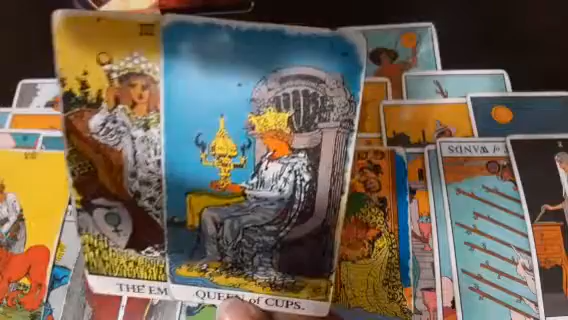 THE EM
QUEEN of CUPS.
of WANDS